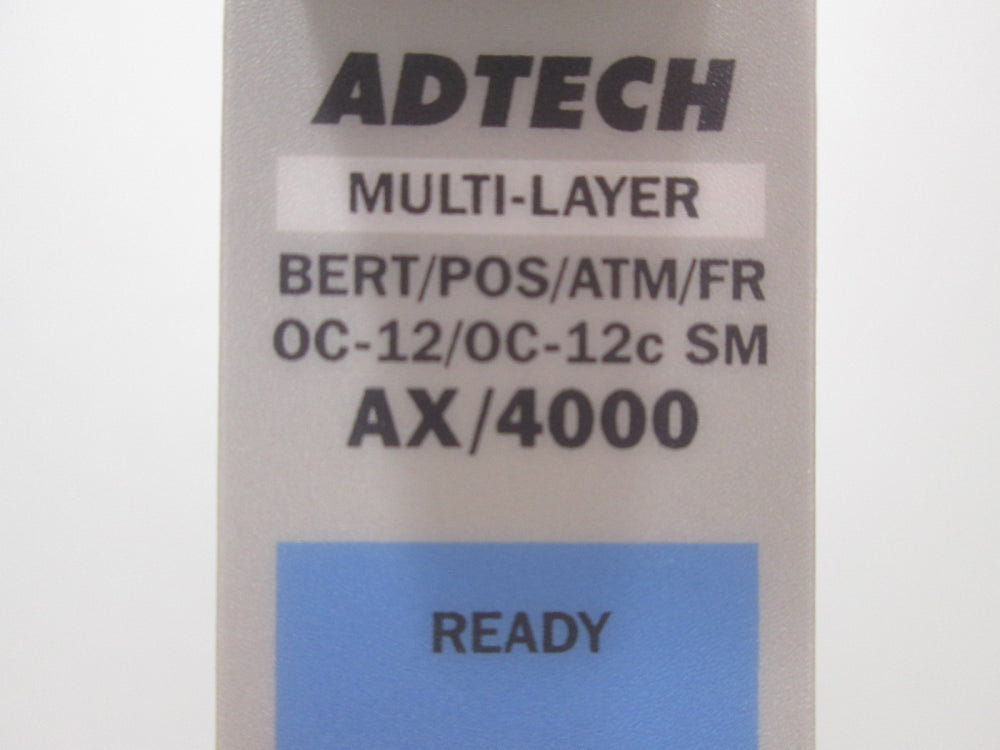 ADTECH
MULTI-LAYER
BERT/POS/ATM/FR
OC-12/OC-12c SM
AX/4000
READY